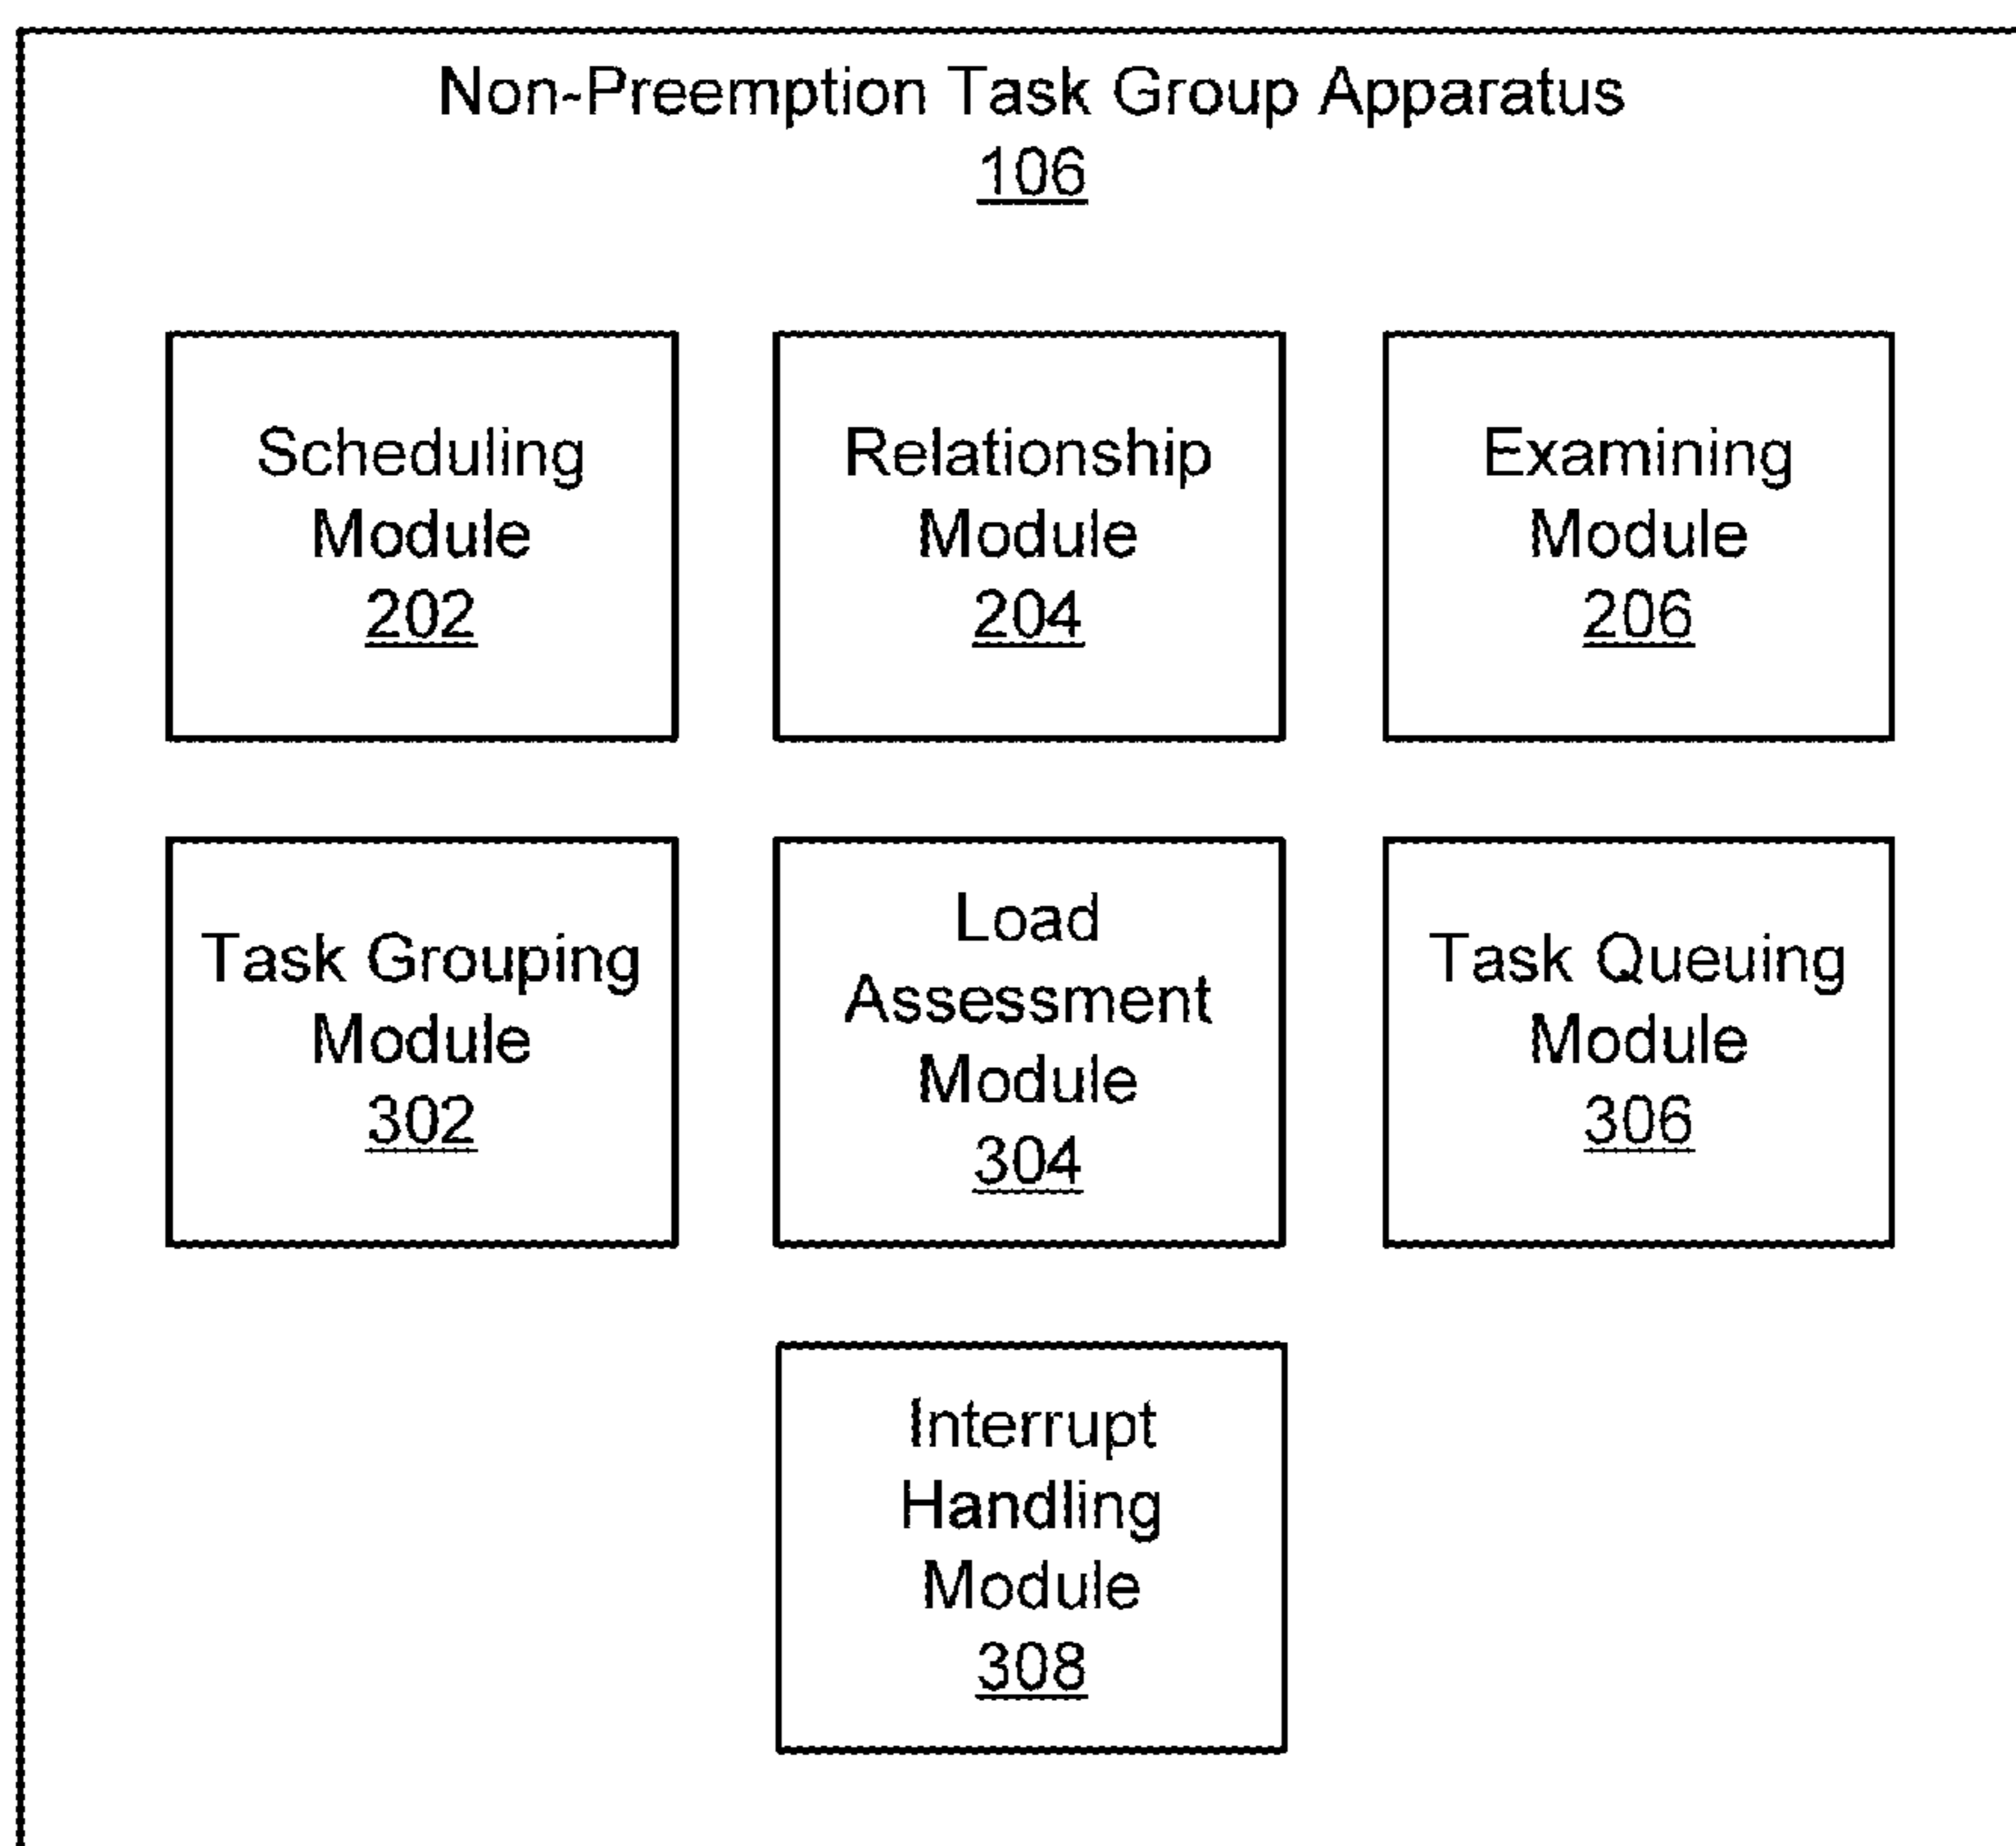 Non-Preemption Task Group Apparatus
106
Scheduling
Module
202
Relationship
Module
204
Examining
Module
206
Task Grouping
Module
302
Load
Assessment
Module
304
Task Queuing
Module
306
Interrupt
Handling
Module
308